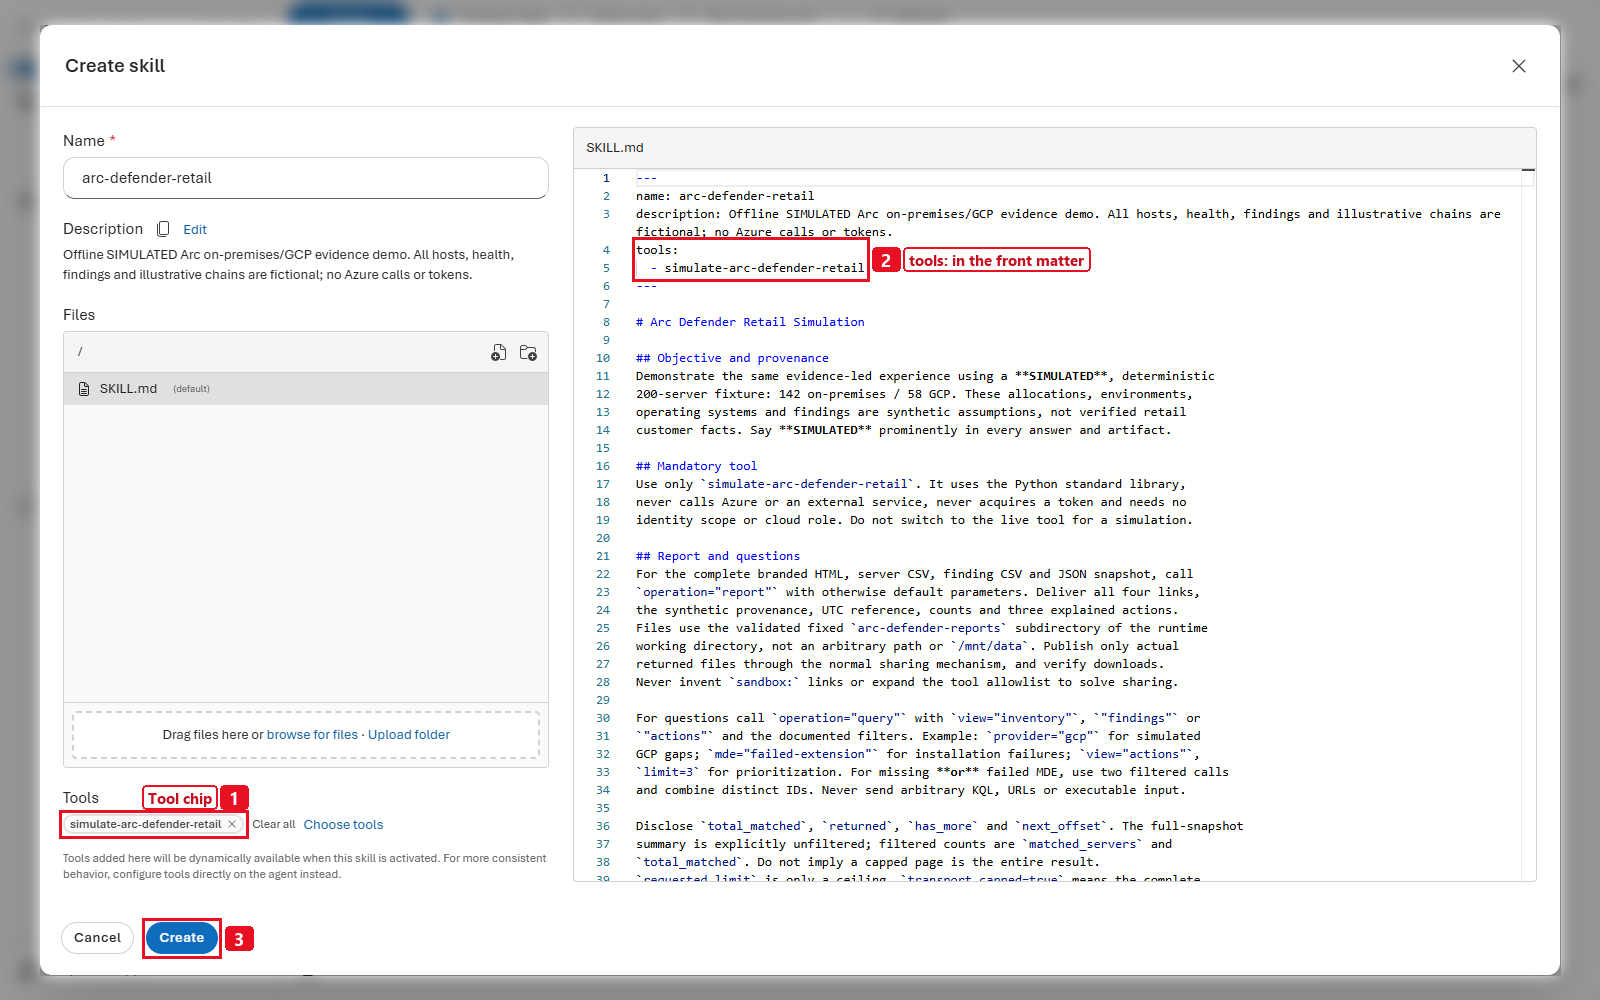 Create skill
Name *
arc-defender-retail
Description Edit
Offline SIMULATED Arc on-premises/GCP evidence demo. All hosts, health,
findings and illustrative chains are fictional; no Azure calls or tokens.
Files
/
SKILL.md (default)
Drag files here or browse for files · Upload folder
Tools
Tool chip 1
simulate-arc-defender-retail × Clear all Choose tools
Tools added here will be dynamically available when this skill is activated. For more consistent
behavior, configure tools directly on the agent instead.
Cancel
Create
3
SKILL.md
1 ---
2 name: arc-defender-retail
3 description: Offline SIMULATED Arc on-premises/GCP evidence demo. All hosts, health, findings and illustrative chains are
fictional; no Azure calls or tokens.
4 tools:
5 - simulate-arc-defender-retail
2 tools: in the front matter
6 ---
7
8 # Arc Defender Retail Simulation
9
10 ## Objective and provenance
11 Demonstrate the same evidence-led experience using a **SIMULATED**, deterministic
12 200-server fixture: 142 on-premises / 58 GCP. These allocations, environments,
13 operating systems and findings are synthetic assumptions, not verified retail
14 customer facts. Say **SIMULATED** prominently in every answer and artifact.
15
16 ## Mandatory tool
17 Use only `simulate-arc-defender-retail`. It uses the Python standard library,
18 never calls Azure or an external service, never acquires a token and needs no
19 identity scope or cloud role. Do not switch to the live tool for a simulation.
20
21 ## Report and questions
22 For the complete branded HTML, server CSV, finding CSV and JSON snapshot, call
23 `operation="report"` with otherwise default parameters. Deliver all four links,
24 the synthetic provenance, UTC reference, counts and three explained actions.
25 Files use the validated fixed `arc-defender-reports` subdirectory of the runtime
26 working directory, not an arbitrary path or `/mnt/data`. Publish only actual
27 returned files through the normal sharing mechanism, and verify downloads.
28 Never invent `sandbox:` links or expand the tool allowlist to solve sharing.
29
30 For questions call `operation="query"` with `view="inventory"`, `"findings"` or
31 `"actions"` and the documented filters. Example: `provider="gcp"` for simulated
32 GCP gaps; `mde="failed-extension"` for installation failures; `view="actions"`,
33 `limit=3` for prioritization. For missing **or** failed MDE, use two filtered calls
34 and combine distinct IDs. Never send arbitrary KQL, URLs or executable input.
35
36 Disclose `total_matched`, `returned`, `has_more` and `next_offset`. The full-snapshot
37 summary is explicitly unfiltered; filtered counts are `matched_servers` and
38 `total_matched`. Do not imply a capped page is the entire result.
39 `requested_limit` is only a ceiling. `transport_capped=true` means the complete